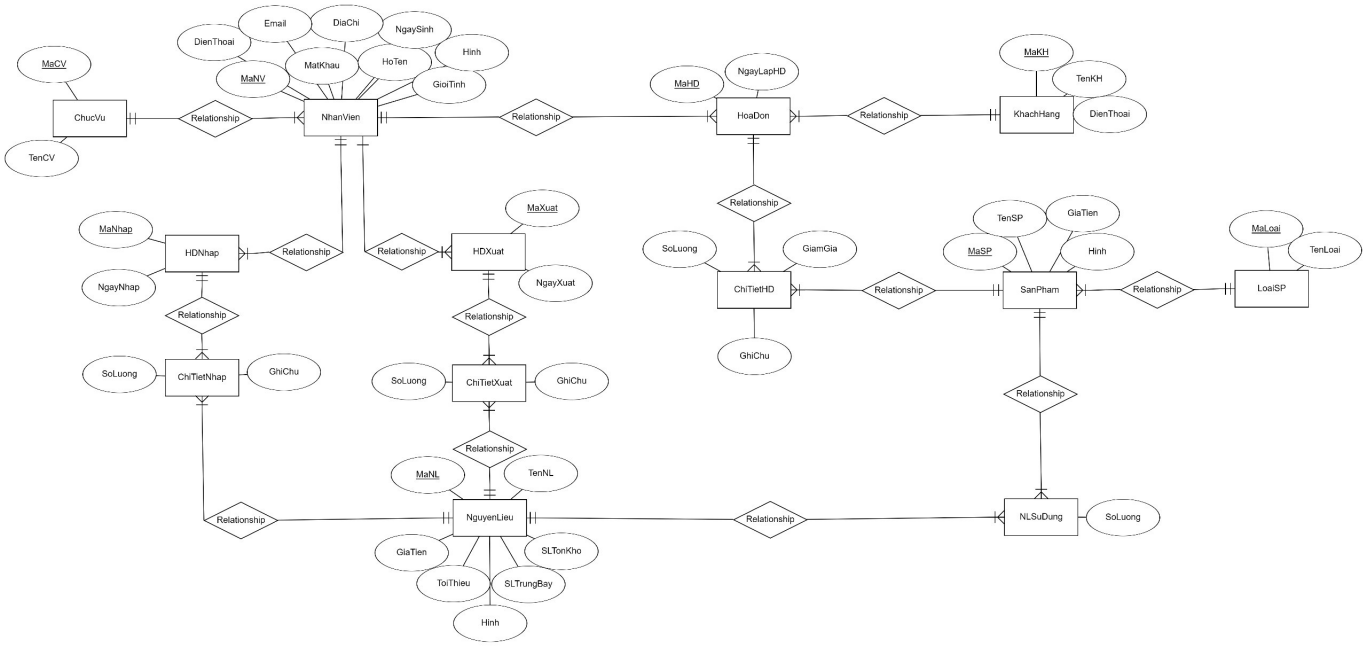 Email
DiaChi
NgaySinh
DienThoai
Hinh
MaKH
MaCV
MatKhau
HoTen
MaNV
GioiTinh
MaHD
NgayLapHD
TenKH
ChucVu
Relationship
NhanVien
Relationship
HoaDon
Relationship
KhachHang
DienThoai
TenCV
Relationship
MaXuat
MaNhap
TenSP
GiaTien
MaLoai
HDNhap
Relationship
Relationship
HDXuat
SoLuong
GiamGia
MaSP
Hinh
TenLoai
NgayNhap
NgayXuat
ChiTietHD
Relationship
SanPham
Relationship
LoaiSP
Relationship
Relationship
GhiChu
SoLuong
ChiTietNhap
GhiChu
SoLuong
ChiTietXuat
GhiChu
Relationship
Relationship
MaNL
TenNL
Relationship
NguyenLieu
Relationship
NLSuDung
SoLuong
GiaTien
SLTonKho
ToiThieu
SLTrungBay
Hinh